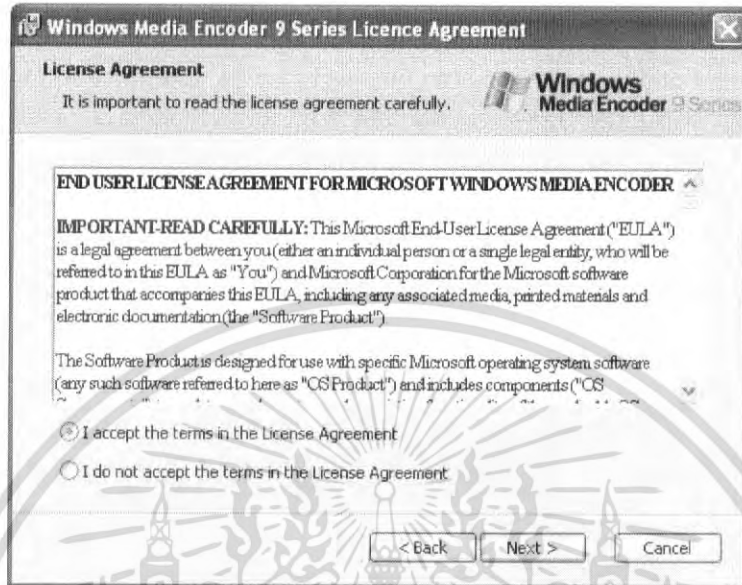 Windows Media Encoder 9 Series Licence Agreement
License Agreement
It is important to read the license agreement carefully.
Windows
Media Encoder 9 Series
END USER LICENSE AGREEMENT FOR MICROSOFT WINDOWS MEDIA ENCODER
IMPORTANT-READ CAREFULLY: This Microsoft End-User License Agreement ("EULA")
is a legal agreement between you (either an individual person or a single legal entity, who will be
referred to in this EULA as "You") and Microsoft Corporation for the Microsoft software
product that accompanies this EULA, including any associated media, printed materials and
electronic documentation (the "Software Product")
The Software Product is designed for use with specific Microsoft operating system software
(any such software referred to here as "OS Product") and includes components ("OS
I accept the terms in the License Agreement
I do not accept the terms in the License Agreement
< Back
Next >
Cancel